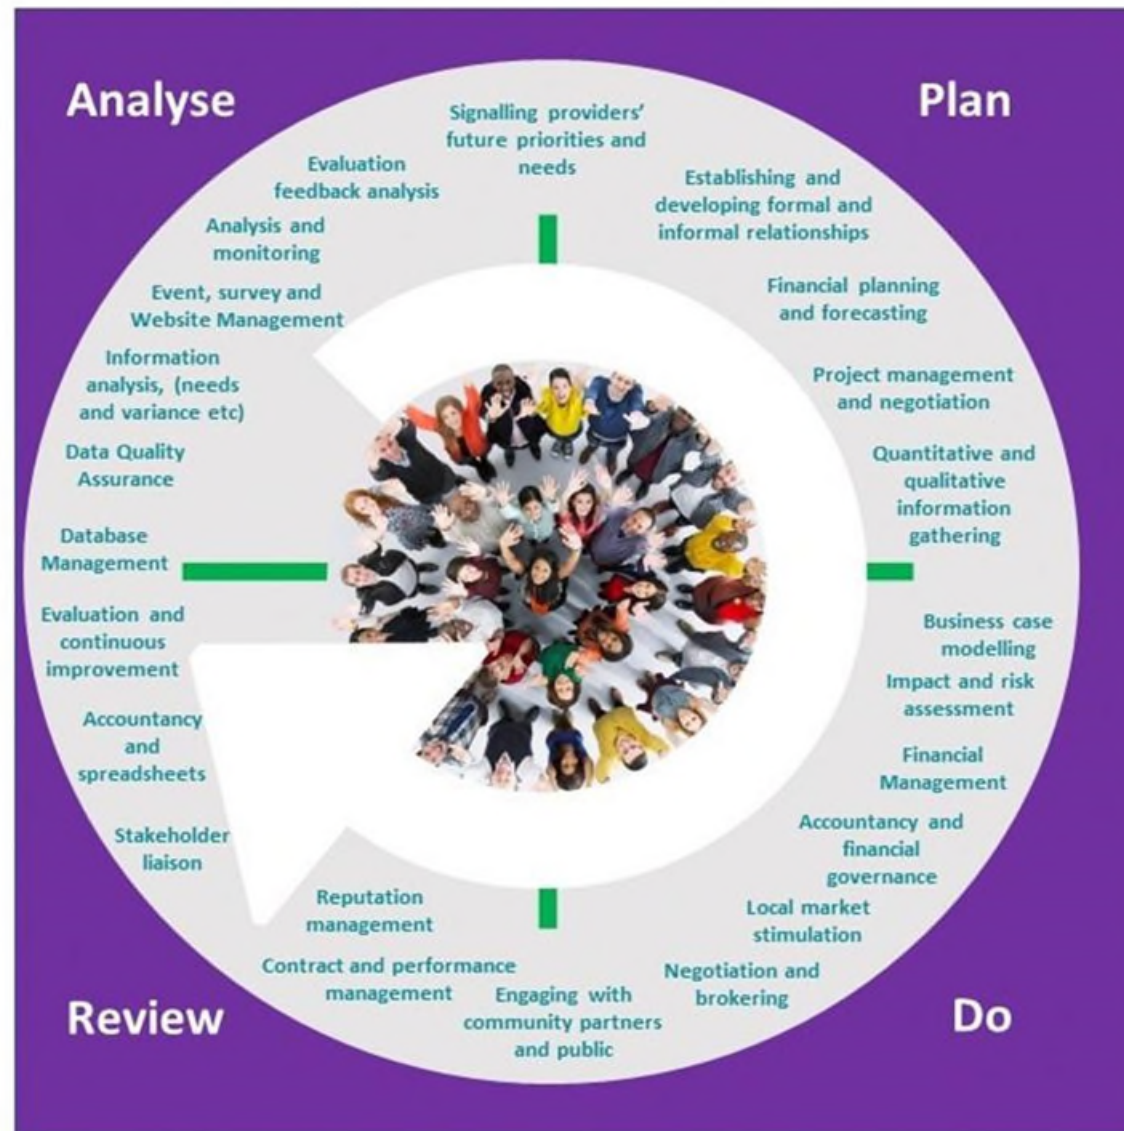 Analyse
Plan
Signalling providers'
future priorities and
needs
Establishing and
developing formal and
informal relationships
Financial planning
and forecasting
Project management
and negotiation
Quantitative and
qualitative
information
gathering
Business case
modelling
Impact and risk
assessment
Financial
Management
Accountancy and
financial
governance
Local market
stimulation
Negotiation and
brokering
Engaging with
community partners
and public
Contract and performance
management
Reputation
management
Stakeholder
liaison
Accountancy
and
spreadsheets
Evaluation and
continuous
improvement
Database
Management
Data Quality
Assurance
Information
analysis, (needs
and variance etc)
Event, survey and
Website Management
Analysis and
monitoring
Evaluation
feedback analysis
Review
Do